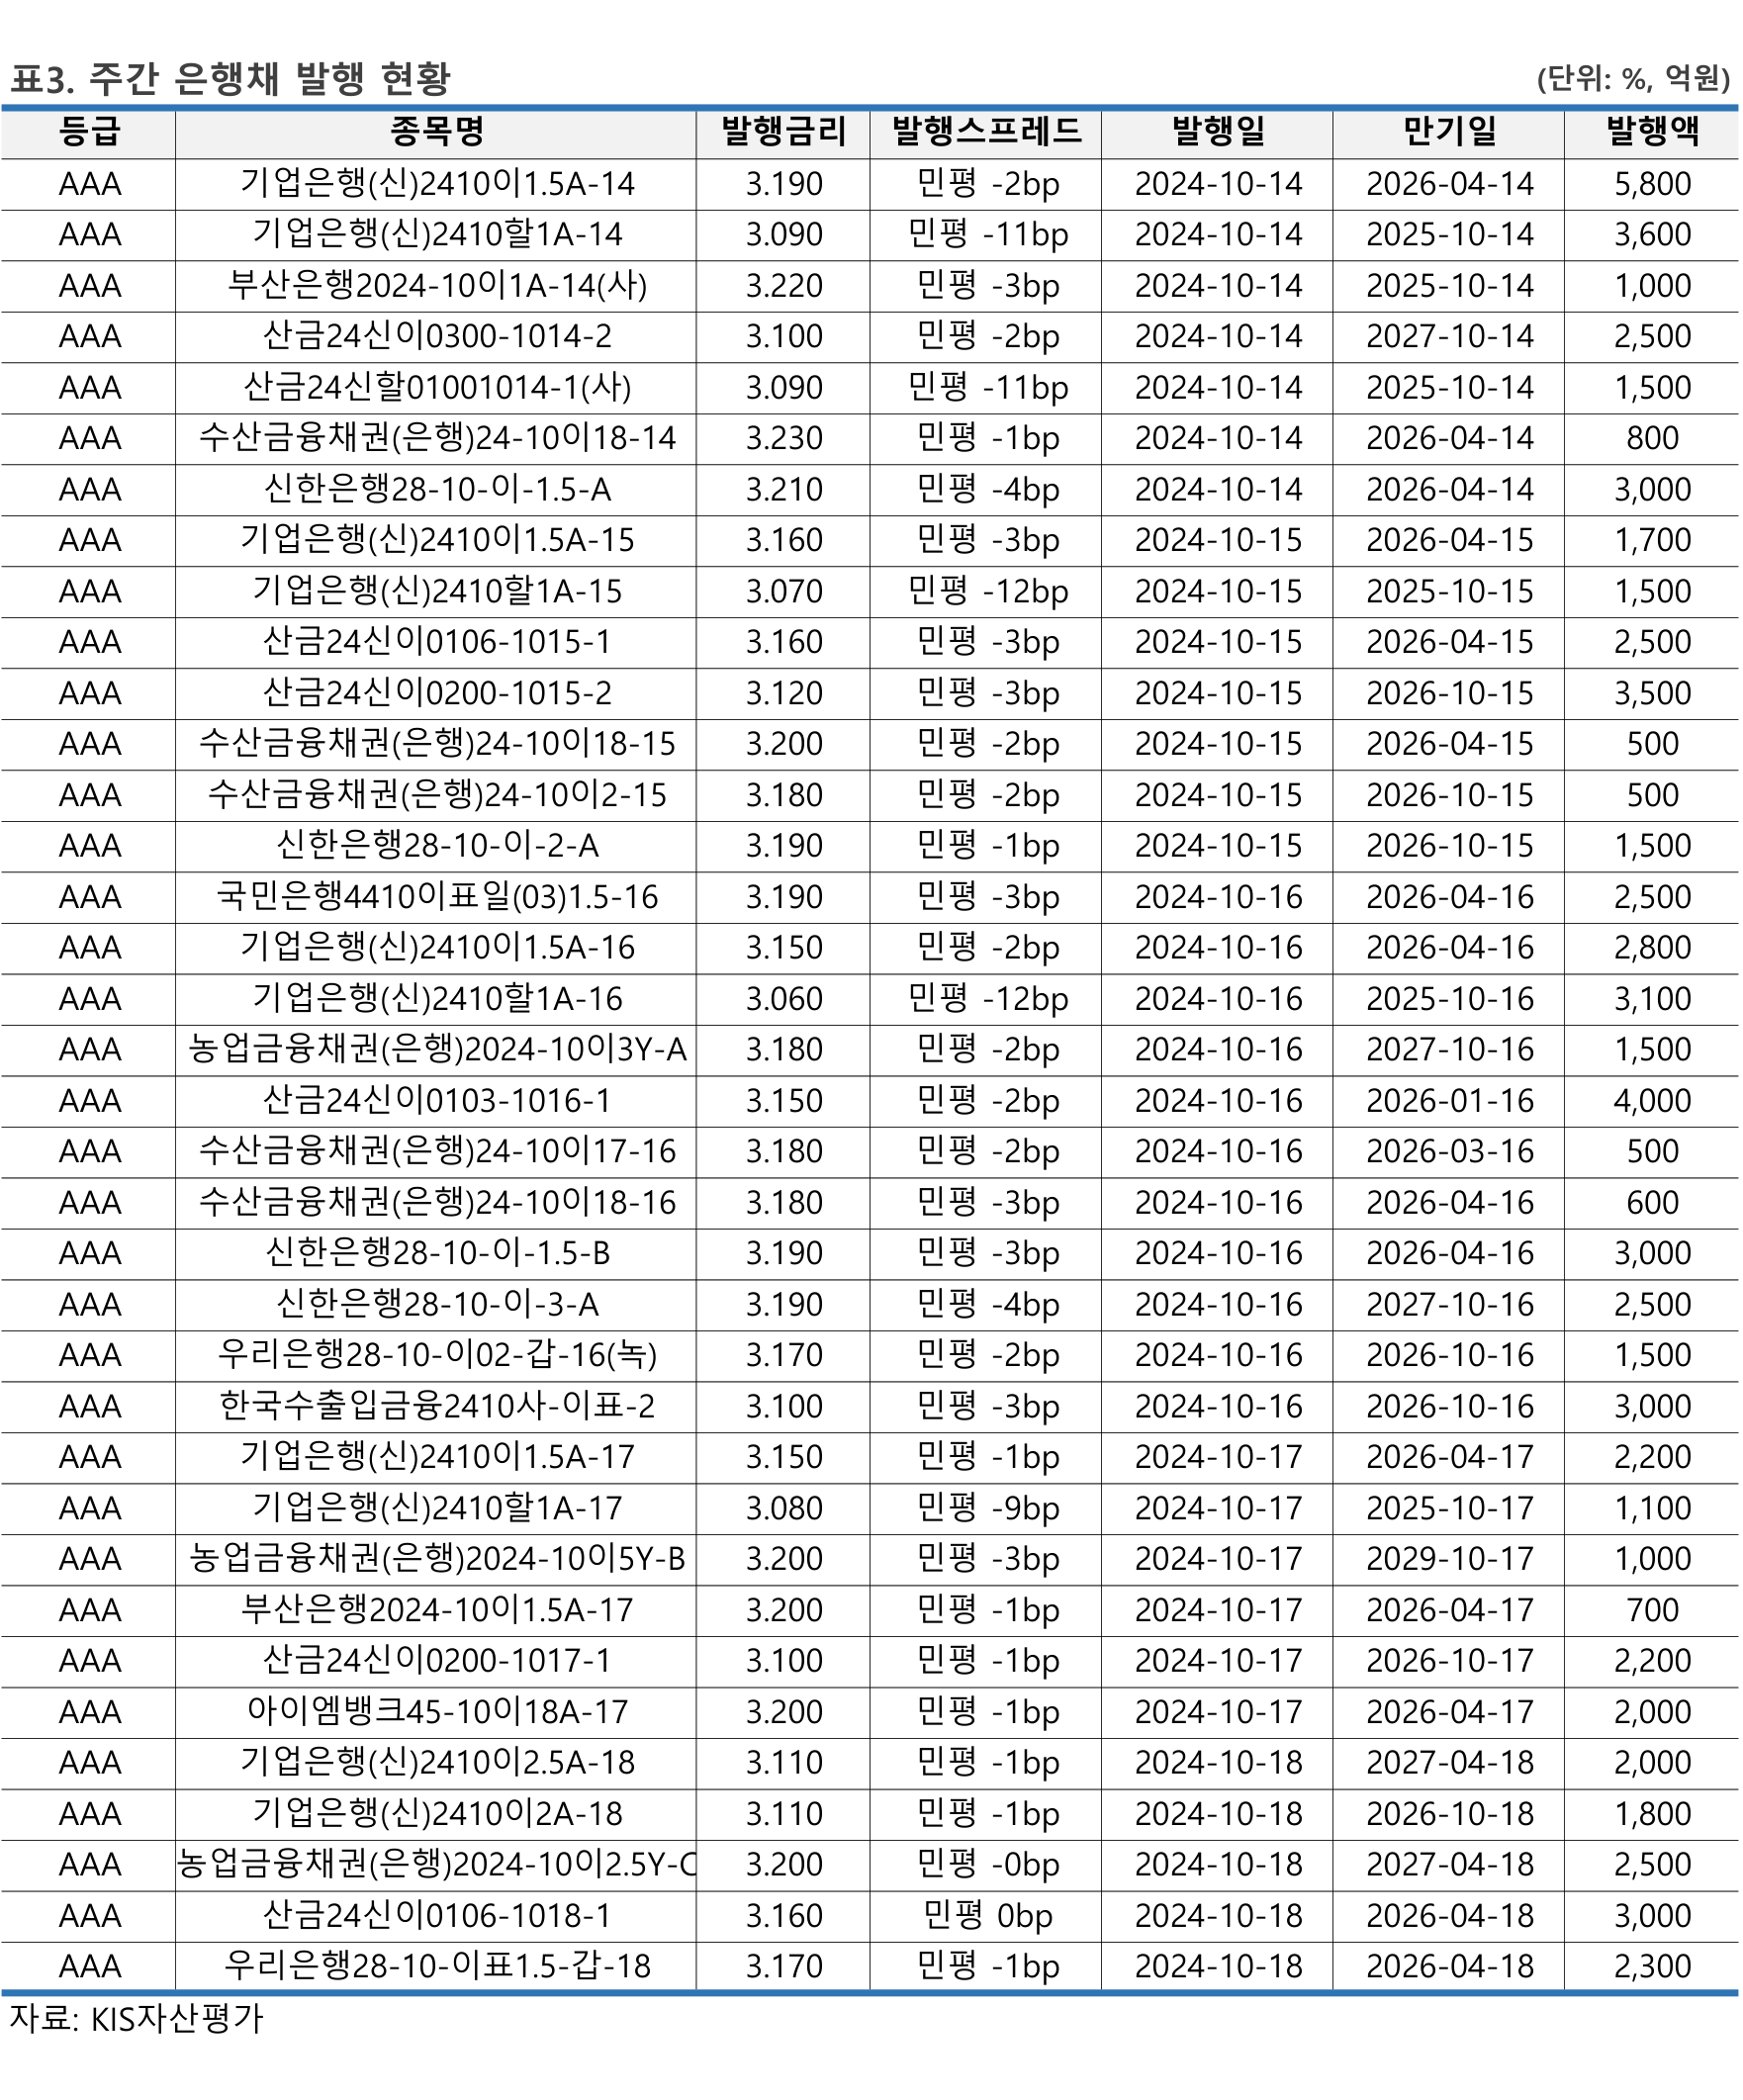 표3. 주간 은행채 발행 현황 (단위: %, 억원)
등급 종목명 발행금리 발행스프레드 발행일 만기일 발행액
AAA 기업은행(신)2410이1.5A-14 3.190 민평 -2bp 2024-10-14 2026-04-14 5,800
AAA 기업은행(신)2410할1A-14 3.090 민평 -11bp 2024-10-14 2025-10-14 3,600
AAA 부산은행2024-10이1A-14(사) 3.220 민평 -3bp 2024-10-14 2025-10-14 1,000
AAA 산금24신이0300-1014-2 3.100 민평 -2bp 2024-10-14 2027-10-14 2,500
AAA 산금24신할01001014-1(사) 3.090 민평 -11bp 2024-10-14 2025-10-14 1,500
AAA 수산금융채권(은행)24-10이18-14 3.230 민평 -1bp 2024-10-14 2026-04-14 800
AAA 신한은행28-10-이-1.5-A 3.210 민평 -4bp 2024-10-14 2026-04-14 3,000
AAA 기업은행(신)2410이1.5A-15 3.160 민평 -3bp 2024-10-15 2026-04-15 1,700
AAA 기업은행(신)2410할1A-15 3.070 민평 -12bp 2024-10-15 2025-10-15 1,500
AAA 산금24신이0106-1015-1 3.160 민평 -3bp 2024-10-15 2026-04-15 2,500
AAA 산금24신이0200-1015-2 3.120 민평 -3bp 2024-10-15 2026-10-15 3,500
AAA 수산금융채권(은행)24-10이18-15 3.200 민평 -2bp 2024-10-15 2026-04-15 500
AAA 수산금융채권(은행)24-10이2-15 3.180 민평 -2bp 2024-10-15 2026-10-15 500
AAA 신한은행28-10-이-2-A 3.190 민평 -1bp 2024-10-15 2026-10-15 1,500
AAA 국민은행4410이표일(03)1.5-16 3.190 민평 -3bp 2024-10-16 2026-04-16 2,500
AAA 기업은행(신)2410이1.5A-16 3.150 민평 -2bp 2024-10-16 2026-04-16 2,800
AAA 기업은행(신)2410할1A-16 3.060 민평 -12bp 2024-10-16 2025-10-16 3,100
AAA 농업금융채권(은행)2024-10이3Y-A 3.180 민평 -2bp 2024-10-16 2027-10-16 1,500
AAA 산금24신이0103-1016-1 3.150 민평 -2bp 2024-10-16 2026-01-16 4,000
AAA 수산금융채권(은행)24-10이17-16 3.180 민평 -2bp 2024-10-16 2026-03-16 500
AAA 수산금융채권(은행)24-10이18-16 3.180 민평 -3bp 2024-10-16 2026-04-16 600
AAA 신한은행28-10-이-1.5-B 3.190 민평 -3bp 2024-10-16 2026-04-16 3,000
AAA 신한은행28-10-이-3-A 3.190 민평 -4bp 2024-10-16 2027-10-16 2,500
AAA 우리은행28-10-이02-갑-16(녹) 3.170 민평 -2bp 2024-10-16 2026-10-16 1,500
AAA 한국수출입금융2410사-이표-2 3.100 민평 -3bp 2024-10-16 2026-10-16 3,000
AAA 기업은행(신)2410이1.5A-17 3.150 민평 -1bp 2024-10-17 2026-04-17 2,200
AAA 기업은행(신)2410할1A-17 3.080 민평 -9bp 2024-10-17 2025-10-17 1,100
AAA 농업금융채권(은행)2024-10이5Y-B 3.200 민평 -3bp 2024-10-17 2029-10-17 1,000
AAA 부산은행2024-10이1.5A-17 3.200 민평 -1bp 2024-10-17 2026-04-17 700
AAA 산금24신이0200-1017-1 3.100 민평 -1bp 2024-10-17 2026-10-17 2,200
AAA 아이엠뱅크45-10이18A-17 3.200 민평 -1bp 2024-10-17 2026-04-17 2,000
AAA 기업은행(신)2410이2.5A-18 3.110 민평 -1bp 2024-10-18 2027-04-18 2,000
AAA 기업은행(신)2410이2A-18 3.110 민평 -1bp 2024-10-18 2026-10-18 1,800
AAA 농업금융채권(은행)2024-10이2.5Y-C 3.200 민평 -0bp 2024-10-18 2027-04-18 2,500
AAA 산금24신이0106-1018-1 3.160 민평 0bp 2024-10-18 2026-04-18 3,000
AAA 우리은행28-10-이표1.5-갑-18 3.170 민평 -1bp 2024-10-18 2026-04-18 2,300
자료: KIS자산평가